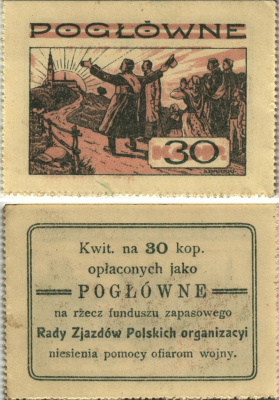 POGŁÓWNE
30
Kwit. na 30 kop.
opłaconych jako
POGŁÓWNE
na rzecz funduszu zapasowego
Rady Zjazdów Polskich organizacyi
niesienia pomocy ofiarom wojny.